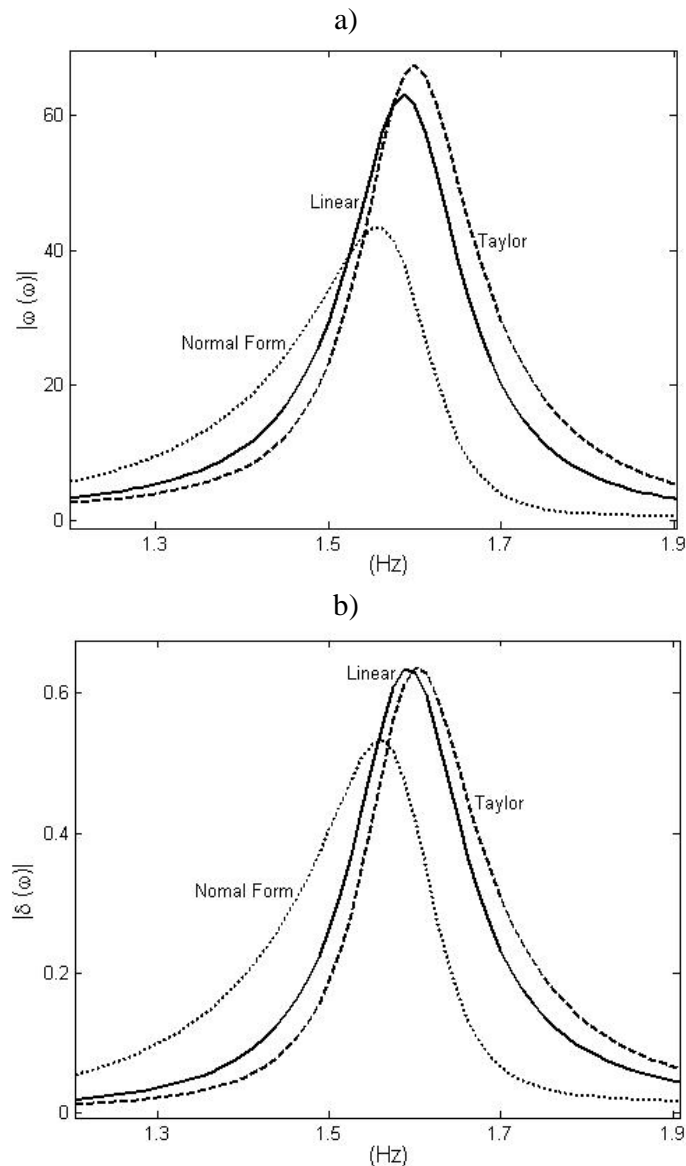 a)
60
40
20
0
|ω (ω)|
Linear
Taylor
Normal Form
1.3
1.5
1.7
1.9
(Hz)
b)
0.6
0.4
0.2
0
|δ (ω)|
Linear
Taylor
Nomal Form
1.3
1.5
1.7
1.9
(Hz)